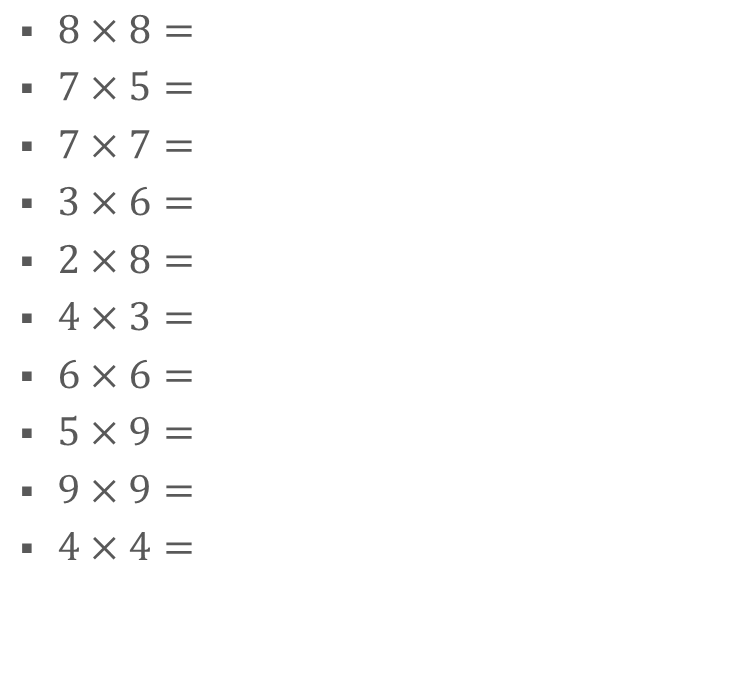 ▪ 8 × 8 =
▪ 7 × 5 =
▪ 7 × 7 =
▪ 3 × 6 =
▪ 2 × 8 =
▪ 4 × 3 =
▪ 6 × 6 =
▪ 5 × 9 =
▪ 9 × 9 =
▪ 4 × 4 =